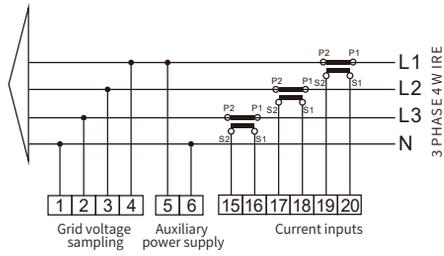 P2 P1
L1
P2 P1 S2 S1
L2
P2 P1 S2 S1
L3
S2 S1
N
3 PHASE 4 WIRE
1 2 3 4 5 6 15 16 17 18 19 20
Grid voltage Auxiliary Current inputs
sampling power supply